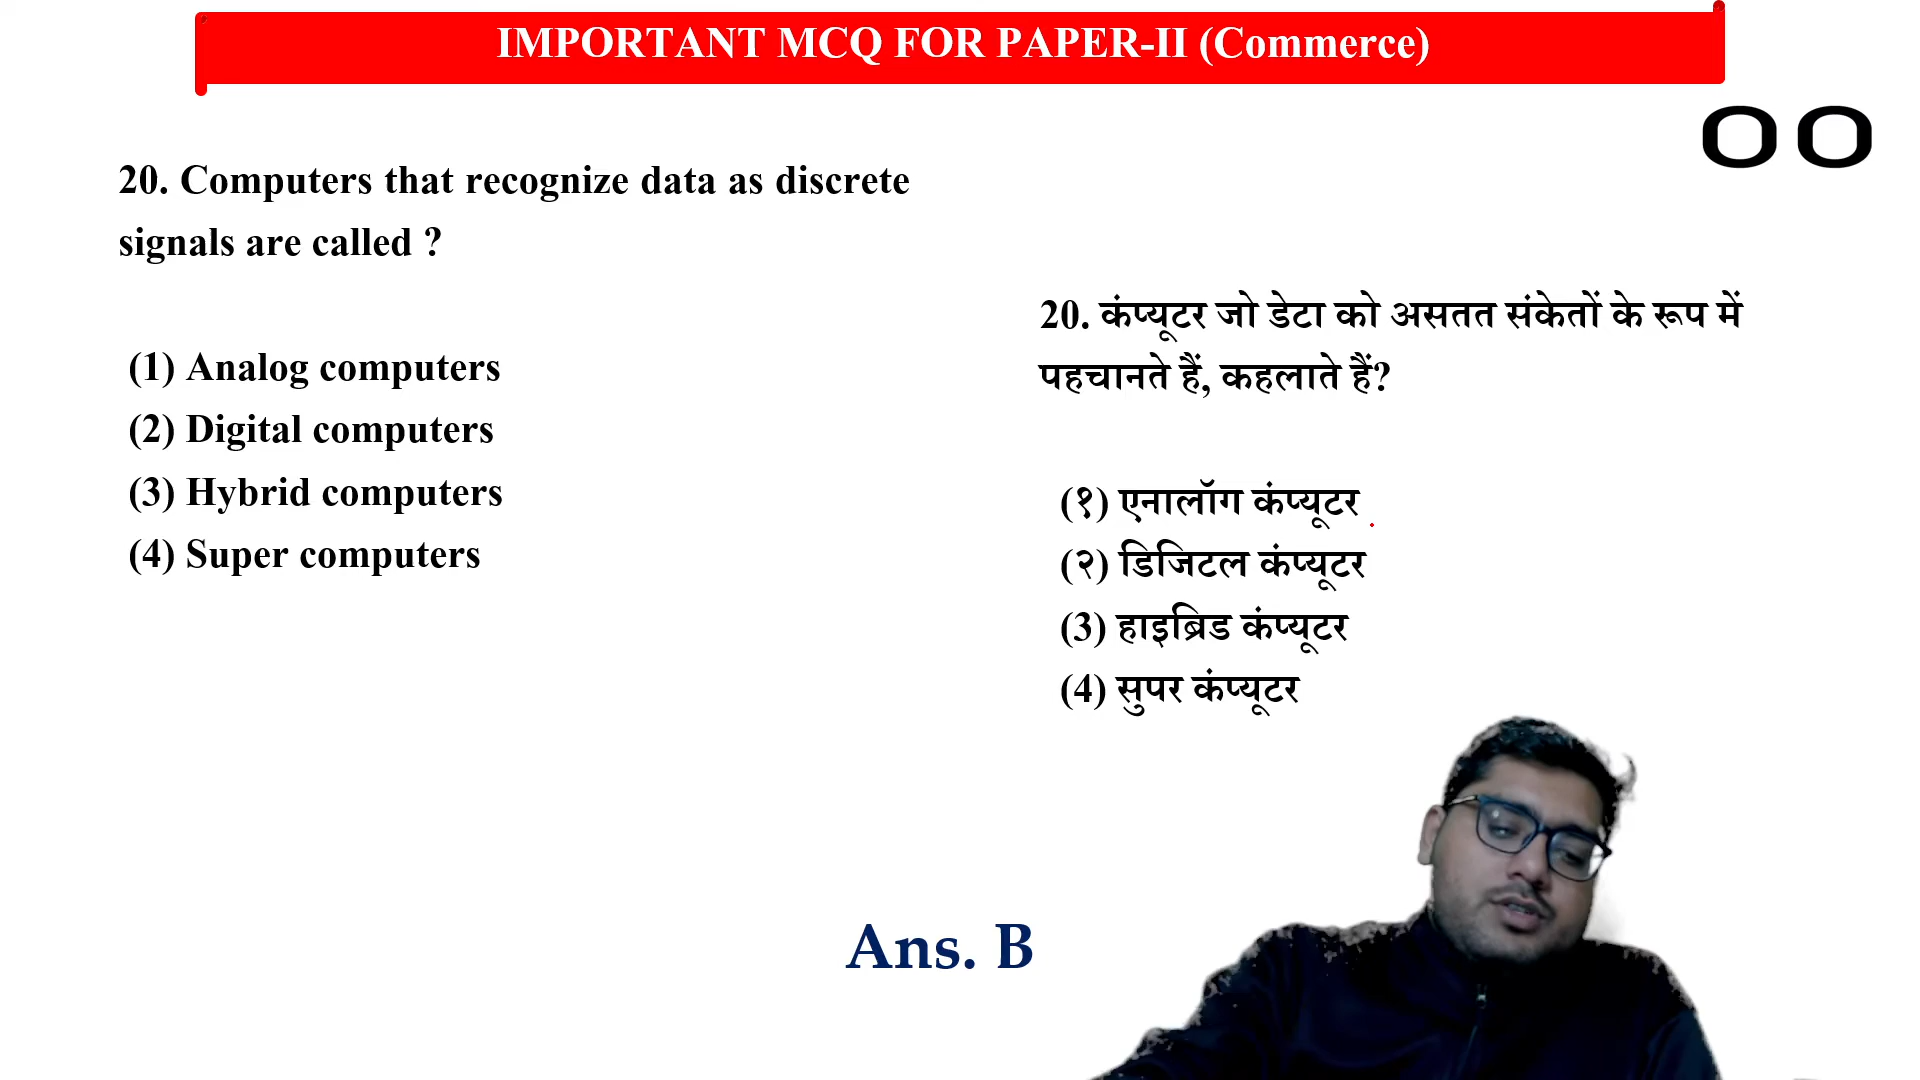 IMPORTANT MCQ FOR PAPER-II (Commerce)
00
20. Computers that recognize data as discrete
signals are called ?
(1) Analog computers
(2) Digital computers
(3) Hybrid computers
(4) Super computers
20. कंप्यूटर जो डेटा को असतत संकेतों के रूप में
पहचानते हैं, कहलाते हैं?
(१) एनालॉग कंप्यूटर
(२) डिजिटल कंप्यूटर
(3) हाइब्रिड कंप्यूटर
(4) सुपर कंप्यूटर
Ans. B